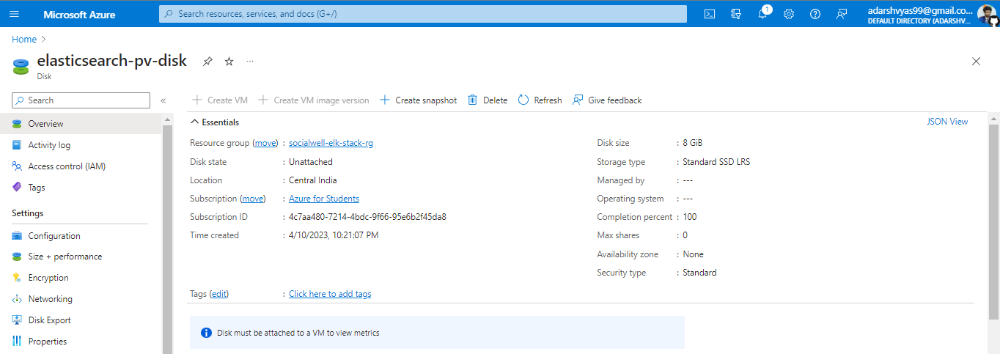 Microsoft Azure
Search resources, services, and docs (G+/)
1
adarshvyas99@gmail.co...
DEFAULT DIRECTORY (ADARSHV...
Home >
elasticsearch-pv-disk
...
Disk
Search
«
Overview
Activity log
Access control (IAM)
Tags
Settings
Configuration
Size + performance
Encryption
Networking
Disk Export
Properties
Create VM
Create VM image version
Create snapshot
Delete
Refresh
Give feedback
Essentials
JSON View
Resource group (move) : socialwell-elk-stack-rg
Disk state : Unattached
Location : Central India
Subscription (move) : Azure for Students
Subscription ID : 4c7aa480-7214-4bdc-9f66-95e6b2f45da8
Time created : 4/10/2023, 10:21:07 PM
Disk size : 8 GiB
Storage type : Standard SSD LRS
Managed by : ---
Operating system : ---
Completion percent : 100
Max shares : 0
Availability zone : None
Security type : Standard
Tags (edit) : Click here to add tags
Disk must be attached to a VM to view metrics